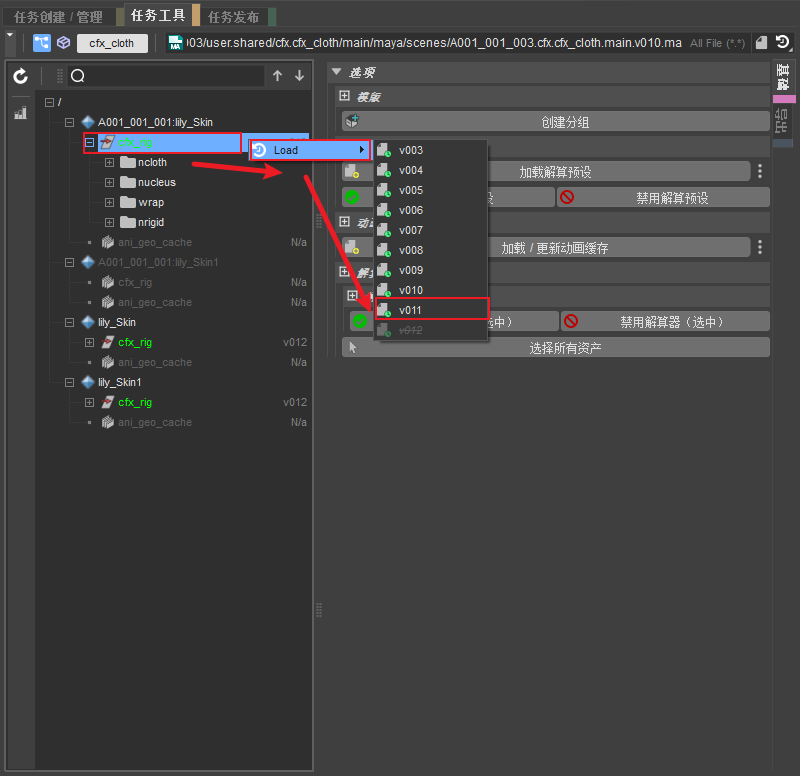 任务创建 / 管理
任务工具
任务发布
cfx_cloth
003/user.shared/cfx.cfx_cloth/main/maya/scenes/A001_001_003.cfx.cfx_cloth.main.v010.ma
All File (*.*)
/
A001_001_001:lily_Skin
cfx_rig
ncloth
nucleus
wrap
nrigid
ani_geo_cache N/a
A001_001_001:lily_Skin1
cfx_rig N/a
ani_geo_cache N/a
lily_Skin
cfx_rig v012
ani_geo_cache N/a
lily_Skin1
cfx_rig v012
ani_geo_cache N/a
Load
v003
v004
v005
v006
v007
v008
v009
v010
v011
v012
选项
模版
创建分组
加载解算预设
设
禁用解算预设
动
加载 / 更新动画缓存
解
选中）
禁用解算器（选中）
选择所有资产
基础